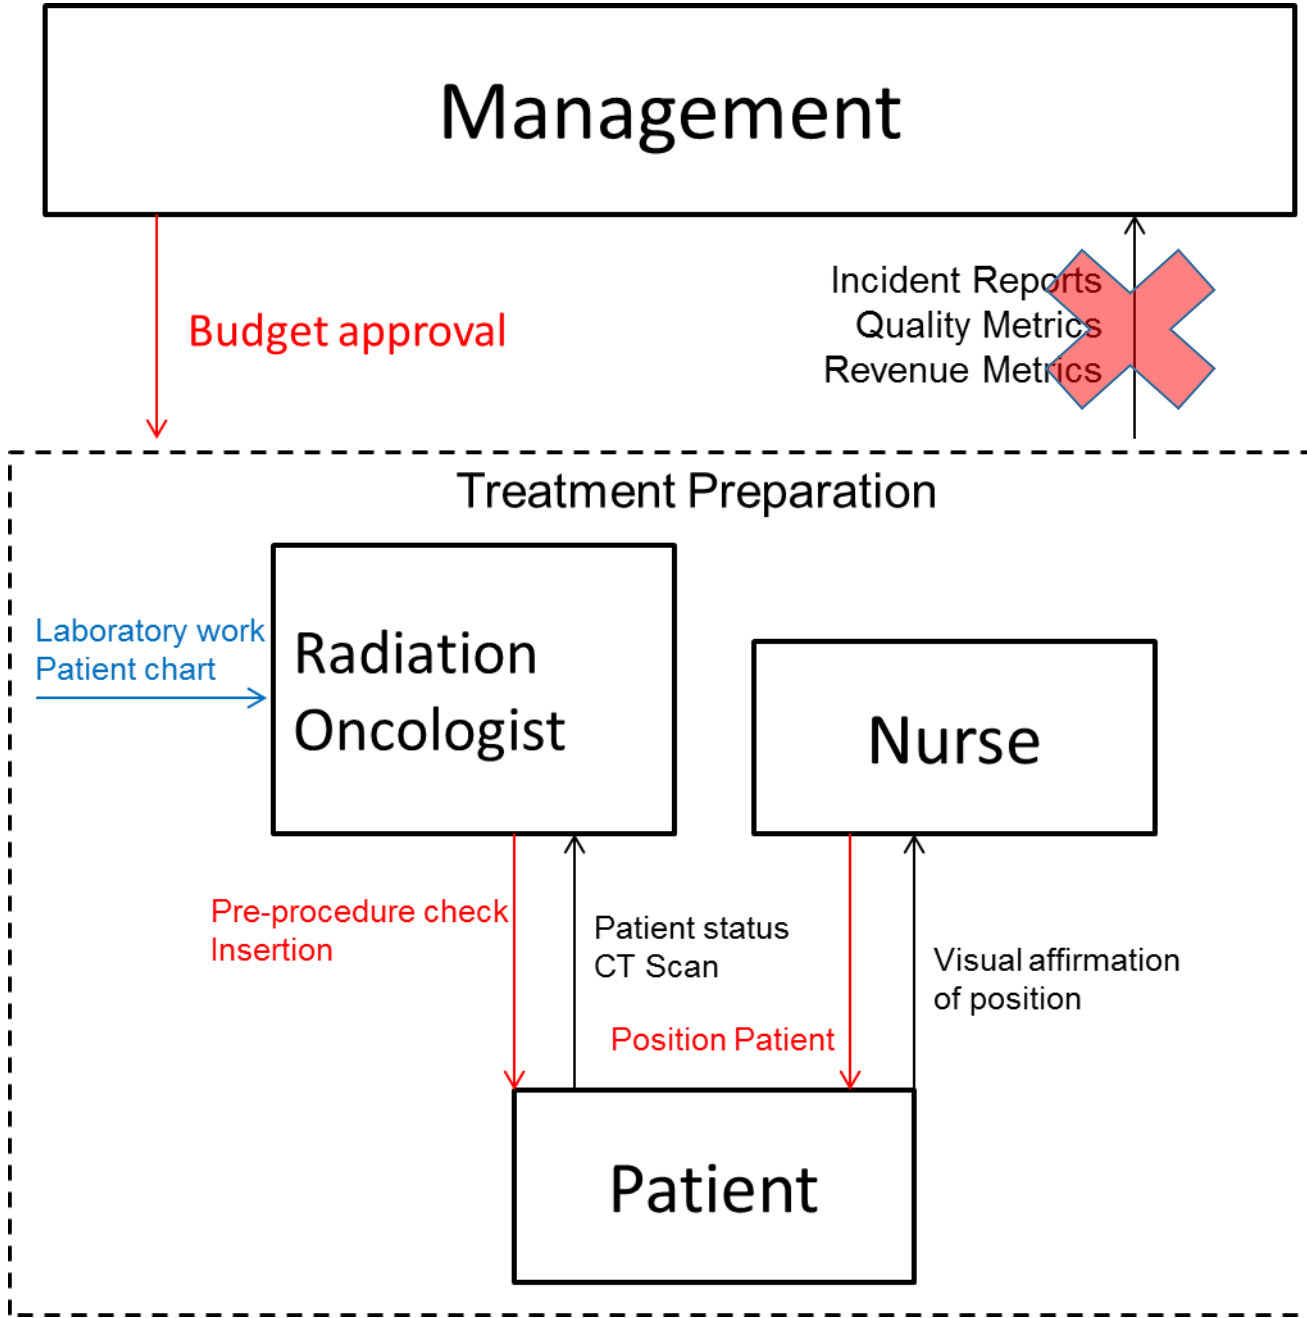 Management
Budget approval
Incident Reports
Quality Metrics
Revenue Metrics
Treatment Preparation
Laboratory work
Patient chart
Radiation
Oncologist
Nurse
Pre-procedure check
Insertion
Patient status
CT Scan
Position Patient
Visual affirmation
of position
Patient